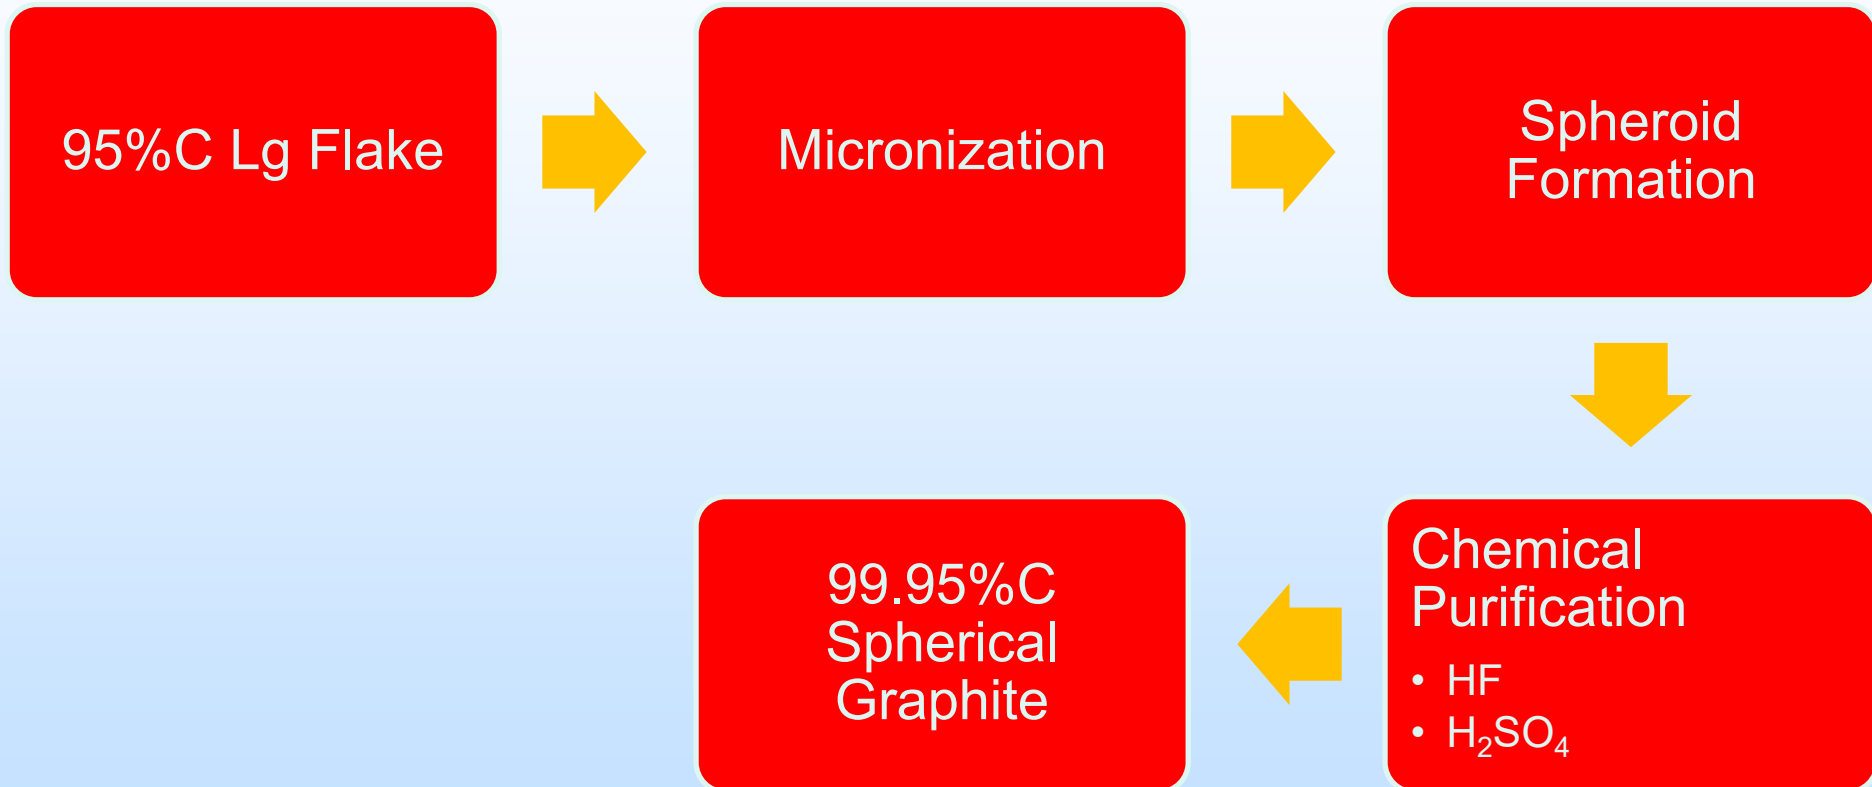 95%C Lg Flake
Micronization
Spheroid
Formation
Chemical
Purification
• HF
• H₂SO₄
99.95%C
Spherical
Graphite